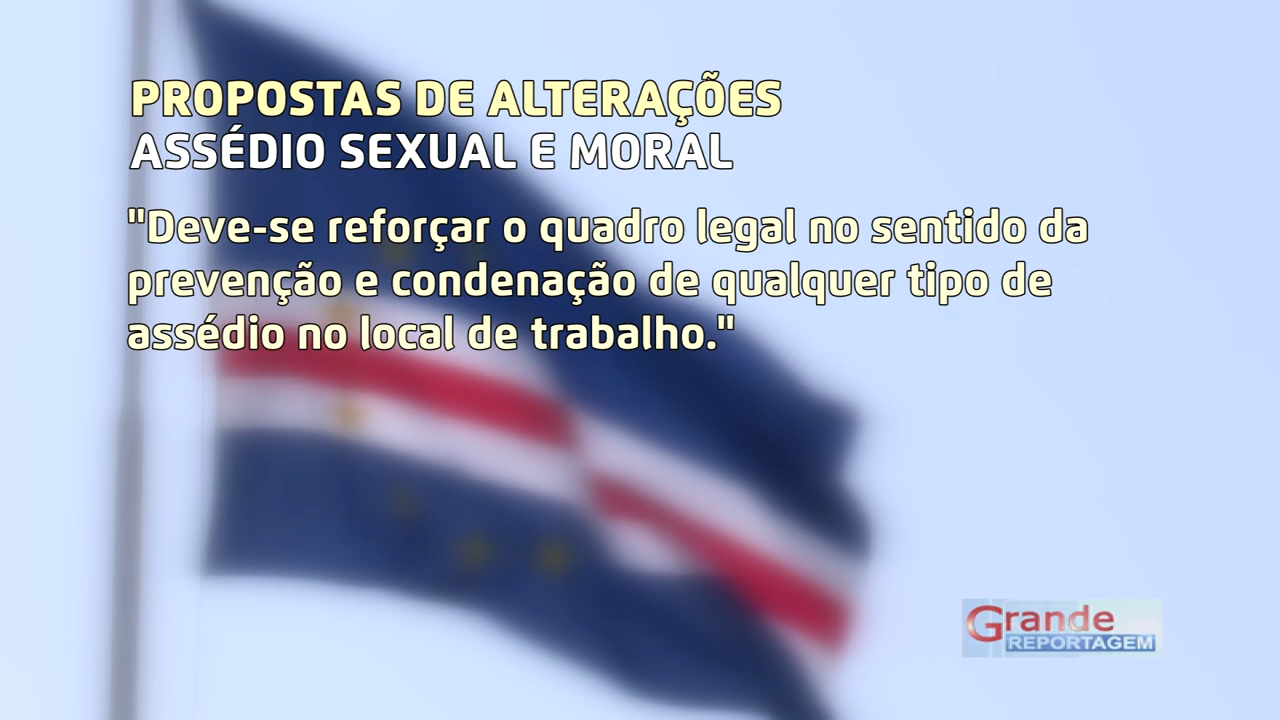 PROPOSTAS DE ALTERAÇÕES
ASSÉDIO SEXUAL E MORAL
"Deve-se reforçar o quadro legal no sentido da
prevenção e condenação de qualquer tipo de
assédio no local de trabalho."
Grande
REPORTAGEM